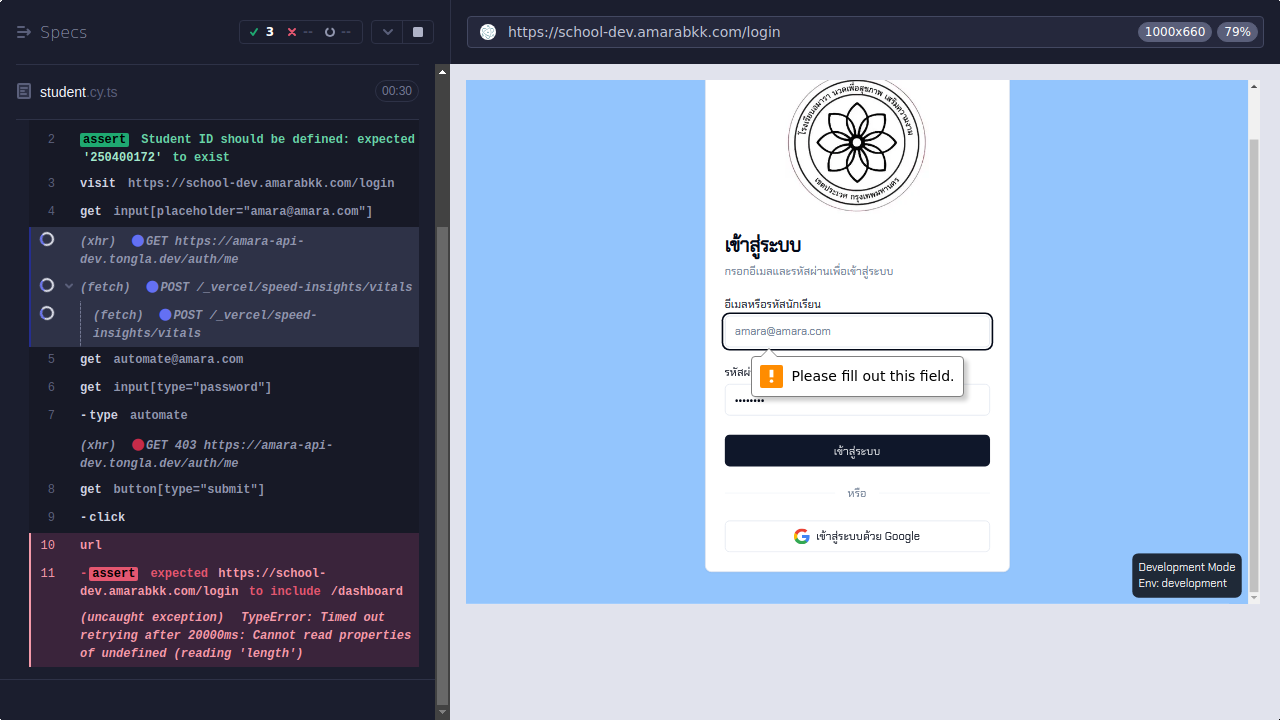 Specs
3
--
--
https://school-dev.amarabkk.com/login
1000x660
79%
student.cy.ts
00:30
2 assert Student ID should be defined: expected
'250400172' to exist
3 visit https://school-dev.amarabkk.com/login
4 get input[placeholder="amara@amara.com"]
(xhr) GET https://amara-api-
dev.tongla.dev/auth/me
(fetch) POST /_vercel/speed-insights/vitals
(fetch) POST /_vercel/speed-
insights/vitals
5 get automate@amara.com
6 get input[type="password"]
7 -type automate
(xhr) GET 403 https://amara-api-
dev.tongla.dev/auth/me
8 get button[type="submit"]
9 -click
10 url
11 -assert expected https://school-
dev.amarabkk.com/login to include /dashboard
(uncaught exception) TypeError: Timed out
retrying after 20000ms: Cannot read properties
of undefined (reading 'length')
โรงเรียนอมารา นวดเพื่อสุขภาพ เสริมความงาม
เขตประเวศ กรุงเทพมหานคร
เข้าสู่ระบบ
กรอกอีเมลและรหัสผ่านเพื่อเข้าสู่ระบบ
อีเมลหรือรหัสนักเรียน
amara@amara.com
Please fill out this field.
เข้าสู่ระบบ
หรือ
เข้าสู่ระบบด้วย Google
Development Mode
Env: development